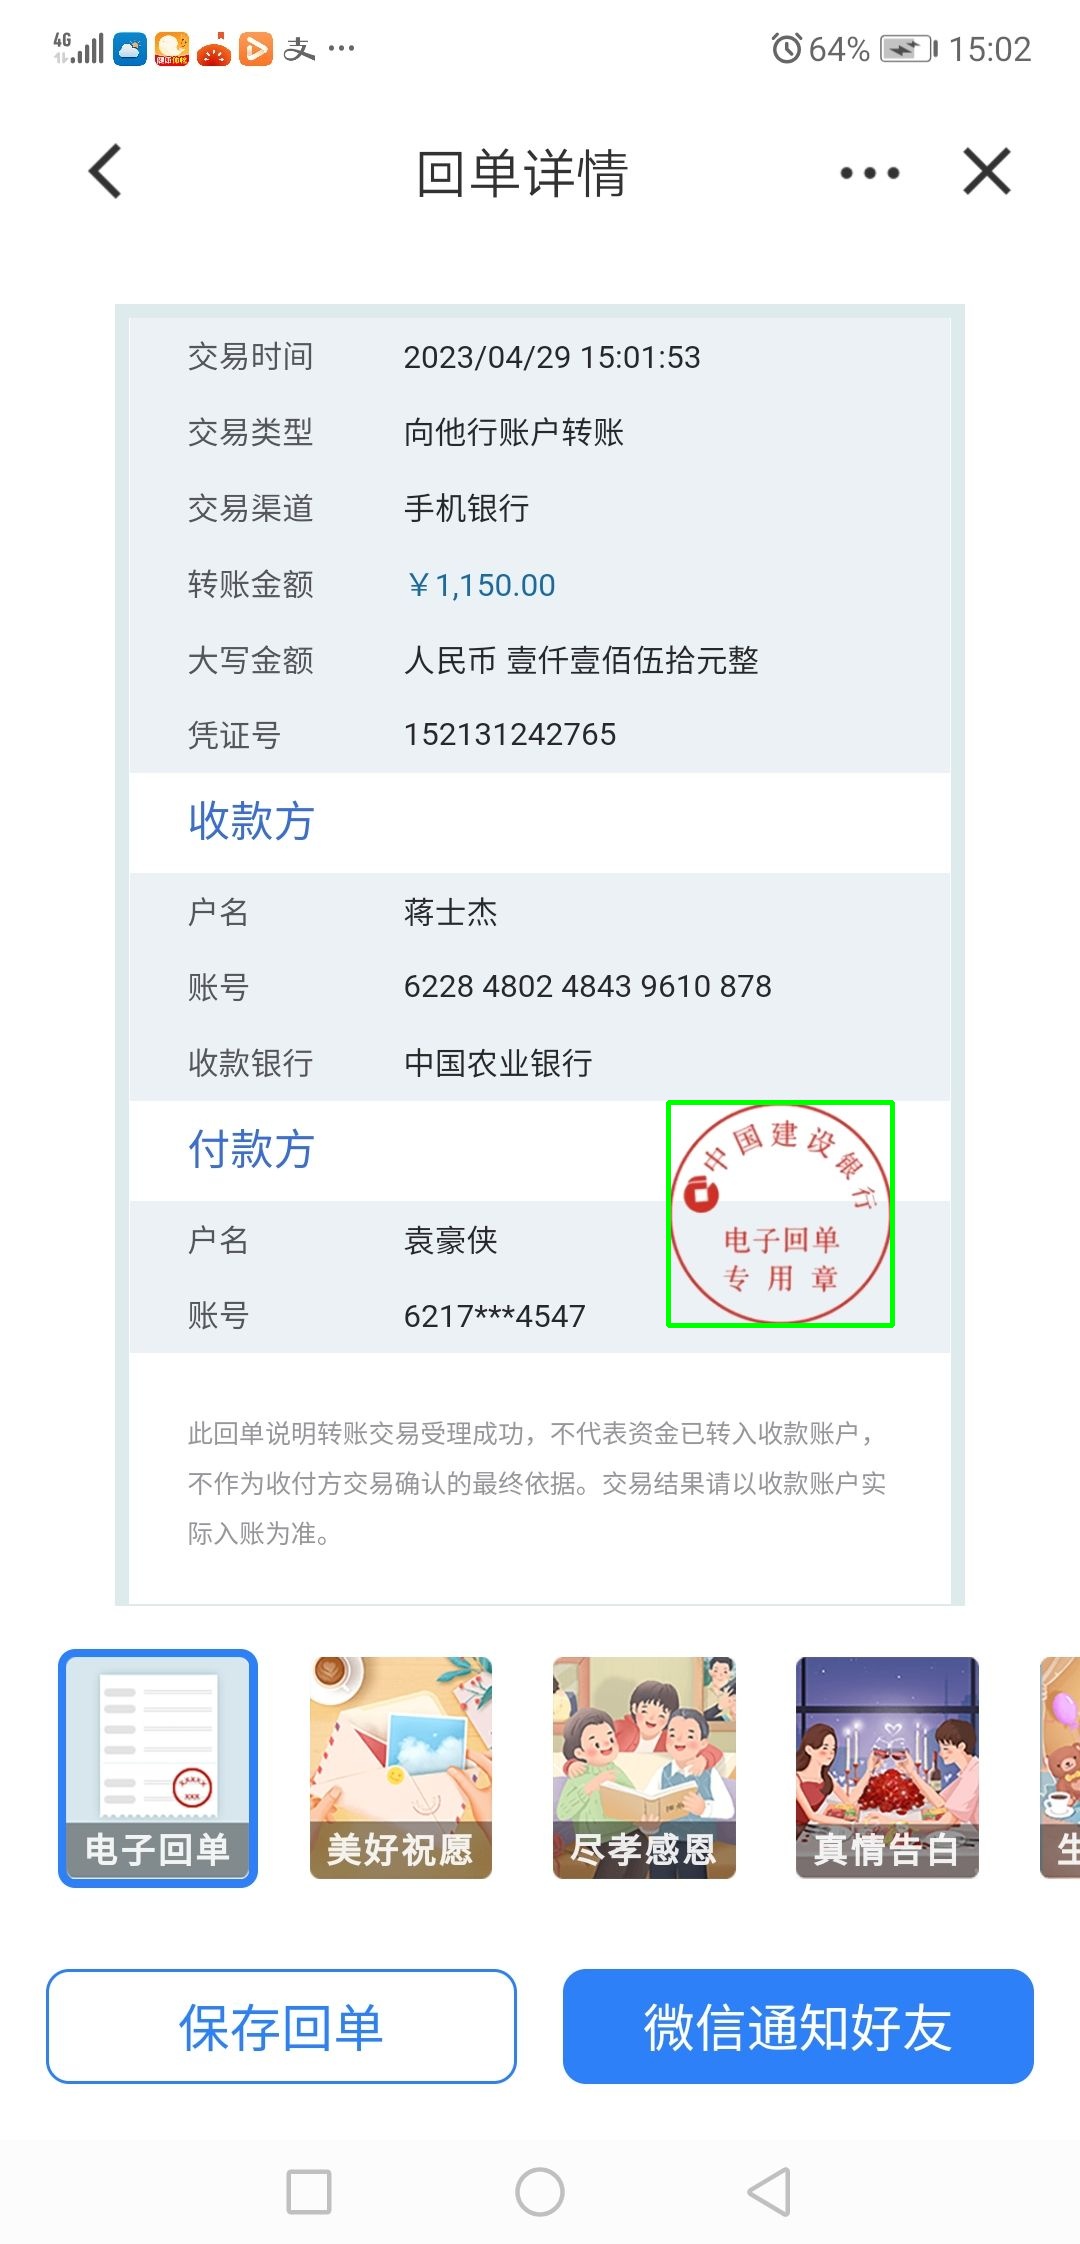 4G 64% 15:02
回单详情
交易时间 2023/04/29 15:01:53
交易类型 向他行账户转账
交易渠道 手机银行
转账金额 ￥1,150.00
大写金额 人民币 壹仟壹佰伍拾元整
凭证号 152131242765
收款方
户名 蒋士杰
账号 6228 4802 4843 9610 878
收款银行 中国农业银行
付款方
户名 袁豪侠
账号 6217***4547
中国建设银行
电子回单
专用章
此回单说明转账交易受理成功，不代表资金已转入收款账户，
不作为收付方交易确认的最终依据。交易结果请以收款账户实
际入账为准。
电子回单 美好祝愿 尽孝感恩 真情告白 生
保存回单 微信通知好友